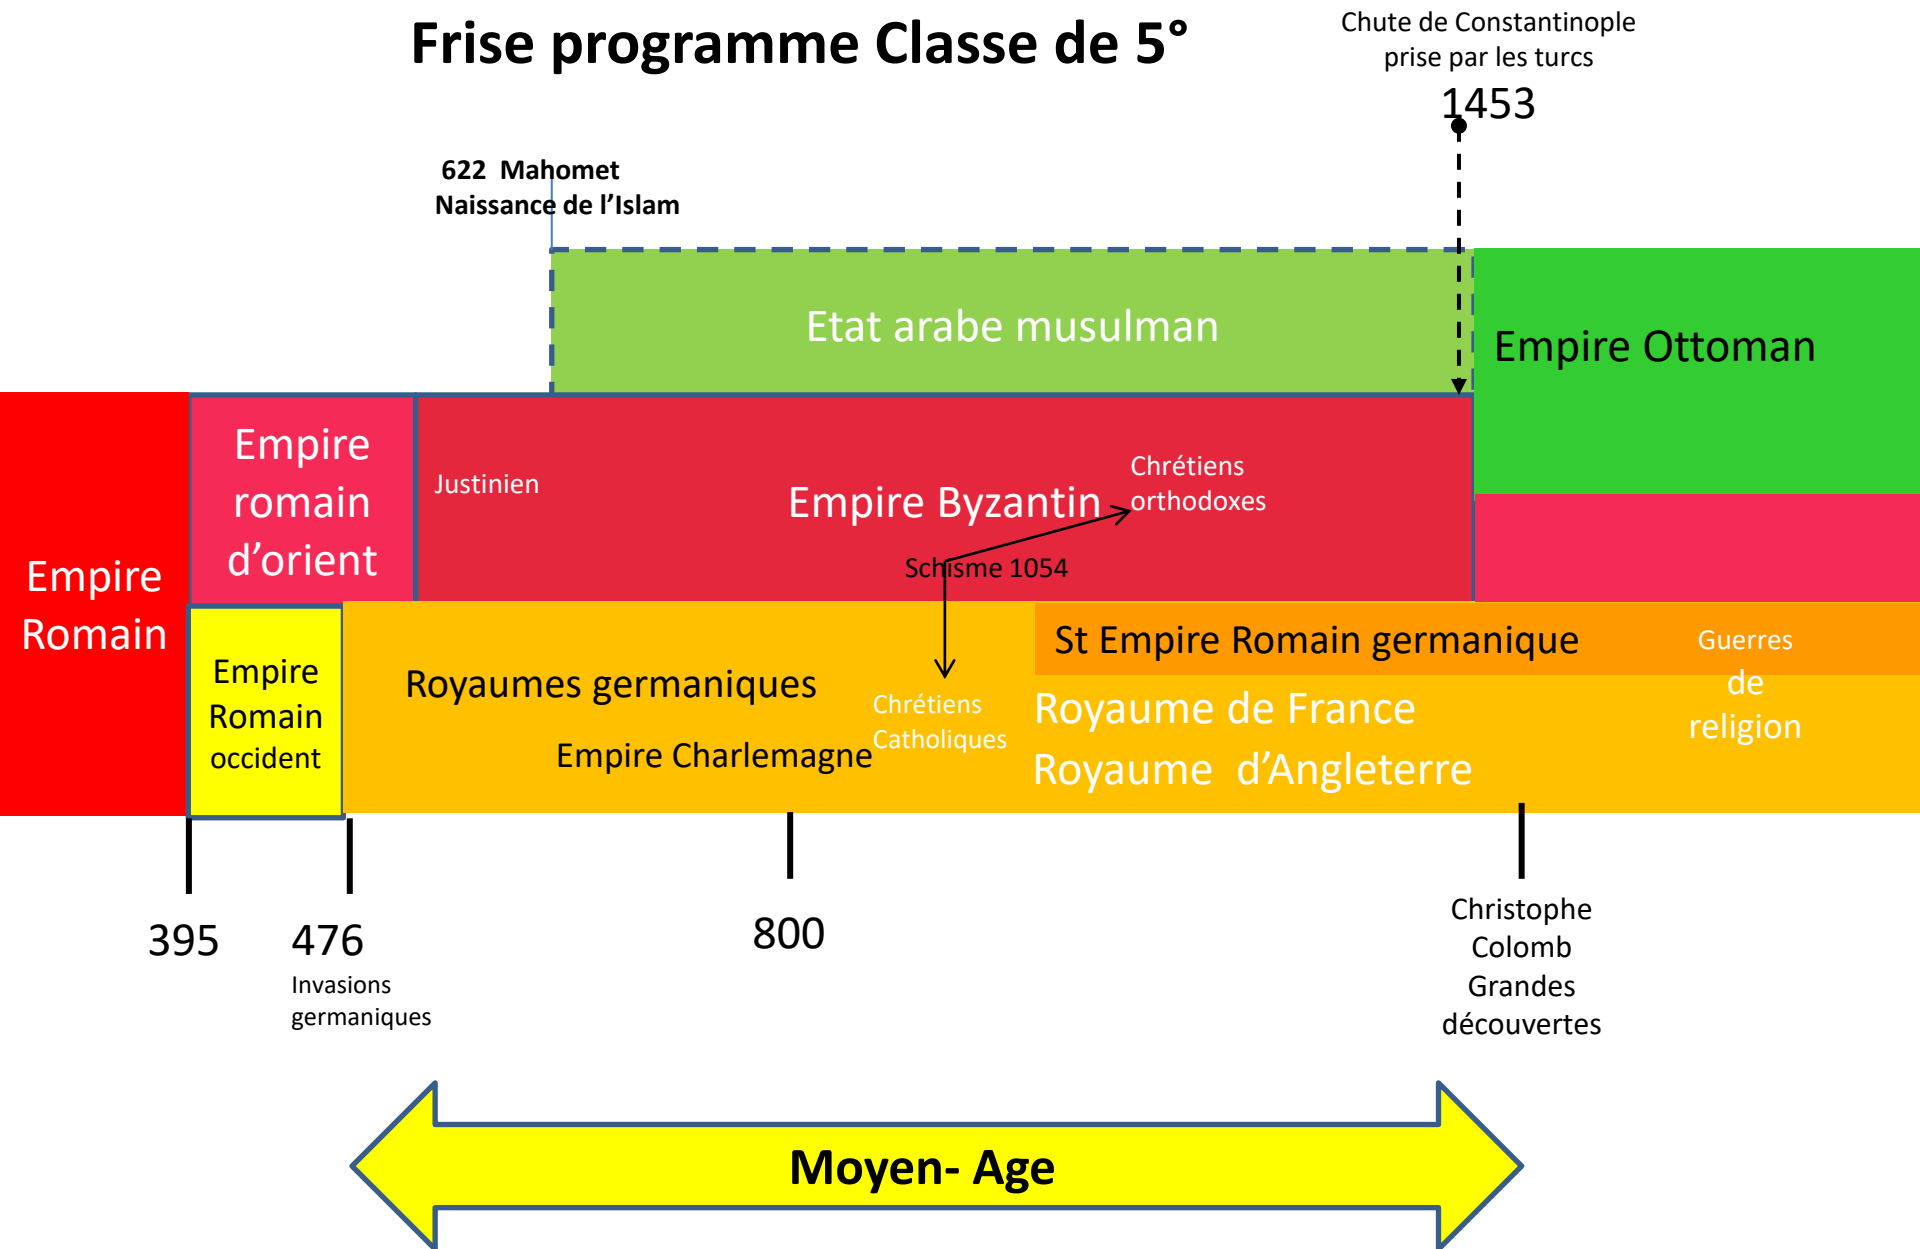 Frise programme Classe de 5°
Chute de Constantinople
prise par les turcs
1453
622 Mahomet
Naissance de l’Islam
Etat arabe musulman
Empire Ottoman
Empire
Romain
Empire
romain
d’orient
Justinien
Empire Byzantin
Chrétiens
orthodoxes
Schisme 1054
Empire
Romain
occident
Royaumes germaniques
Empire Charlemagne
Chrétiens
Catholiques
St Empire Romain germanique
Royaume de France
Royaume d’Angleterre
Guerres
de
religion
395
476
Invasions
germaniques
800
Christophe
Colomb
Grandes
découvertes
Moyen- Age